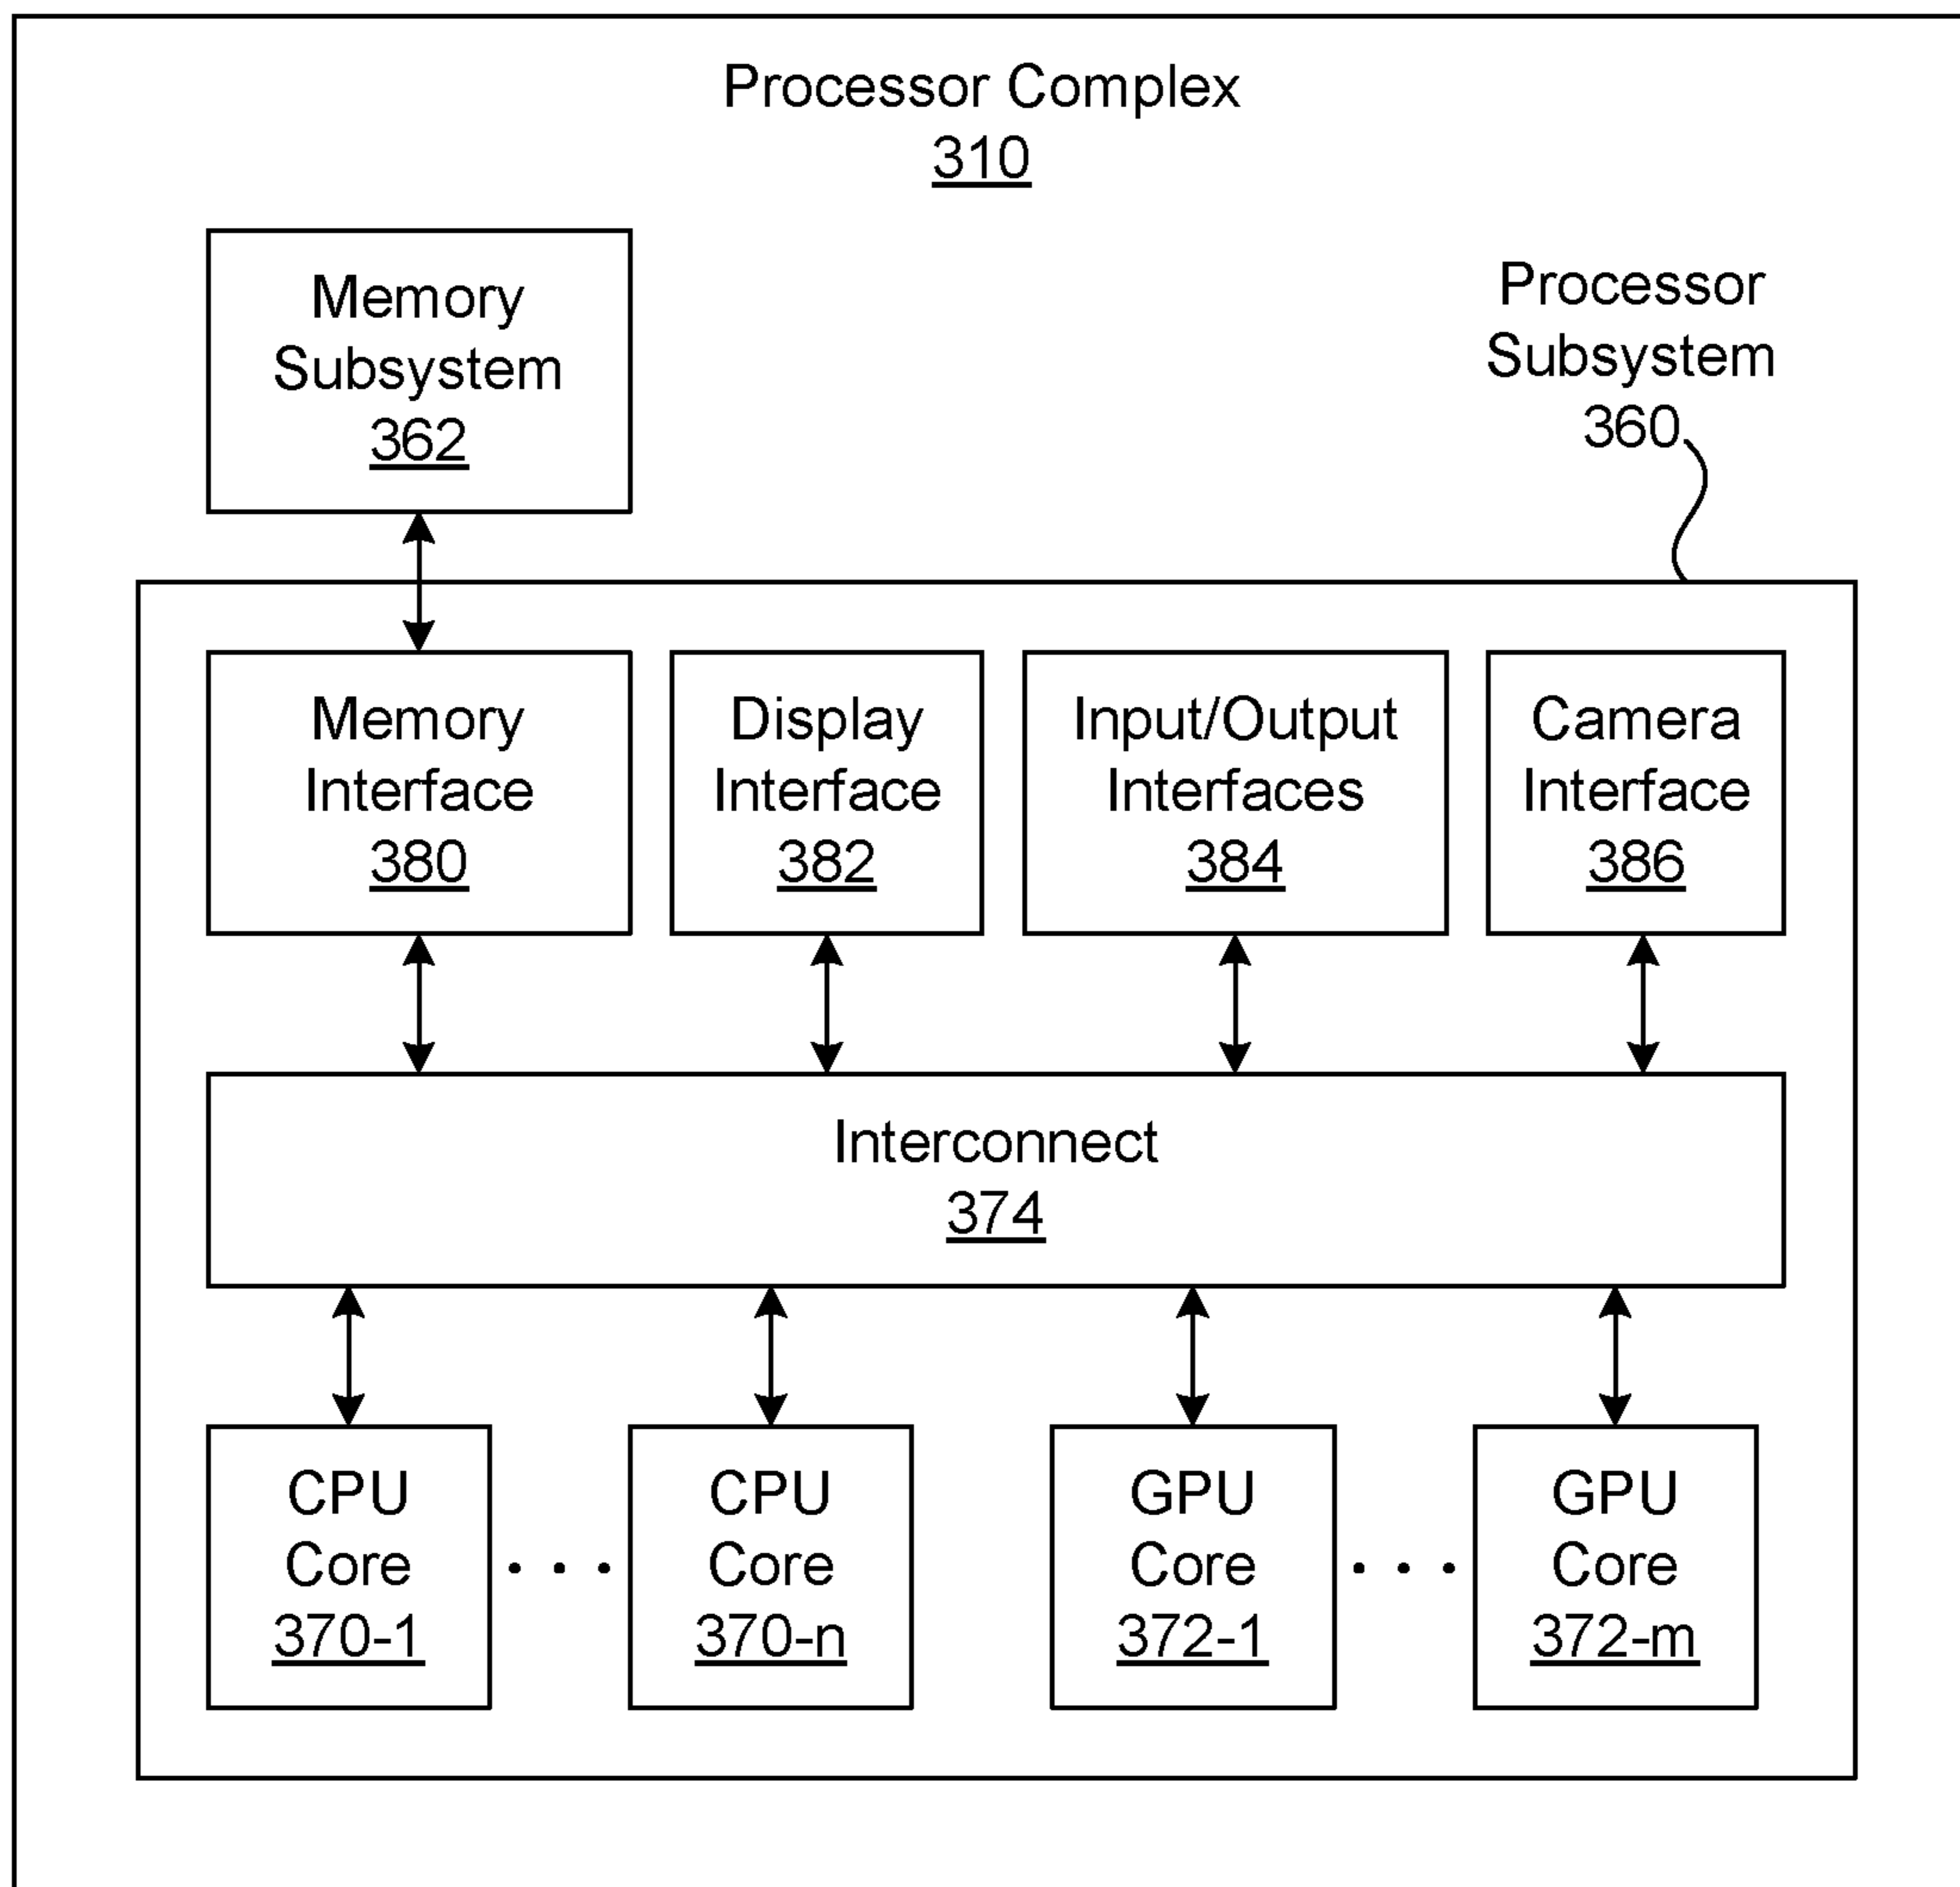 Processor Complex
310
Memory
Subsystem
362
Processor
Subsystem
360
Memory
Interface
380
Display
Interface
382
Input/Output
Interfaces
384
Camera
Interface
386
Interconnect
374
CPU
Core
370-1
. . .
CPU
Core
370-n
GPU
Core
372-1
. . .
GPU
Core
372-m